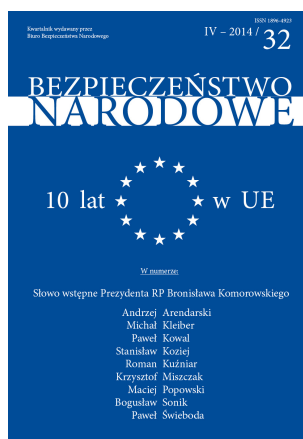 ISSN 1896-4923
Kwartalnik wydawany przez
Biuro Bezpieczeństwa Narodowego
IV – 2014 / 32
BEZPIECZEŃSTWO
NARODOWE
10 lat w UE
W numerze:
Słowo wstępne Prezydenta RP Bronisława Komorowskiego
Andrzej Arendarski
Michał Kleiber
Paweł Kowal
Stanisław Koziej
Roman Kuźniar
Krzysztof Miszczak
Maciej Popowski
Bogusław Sonik
Paweł Świeboda